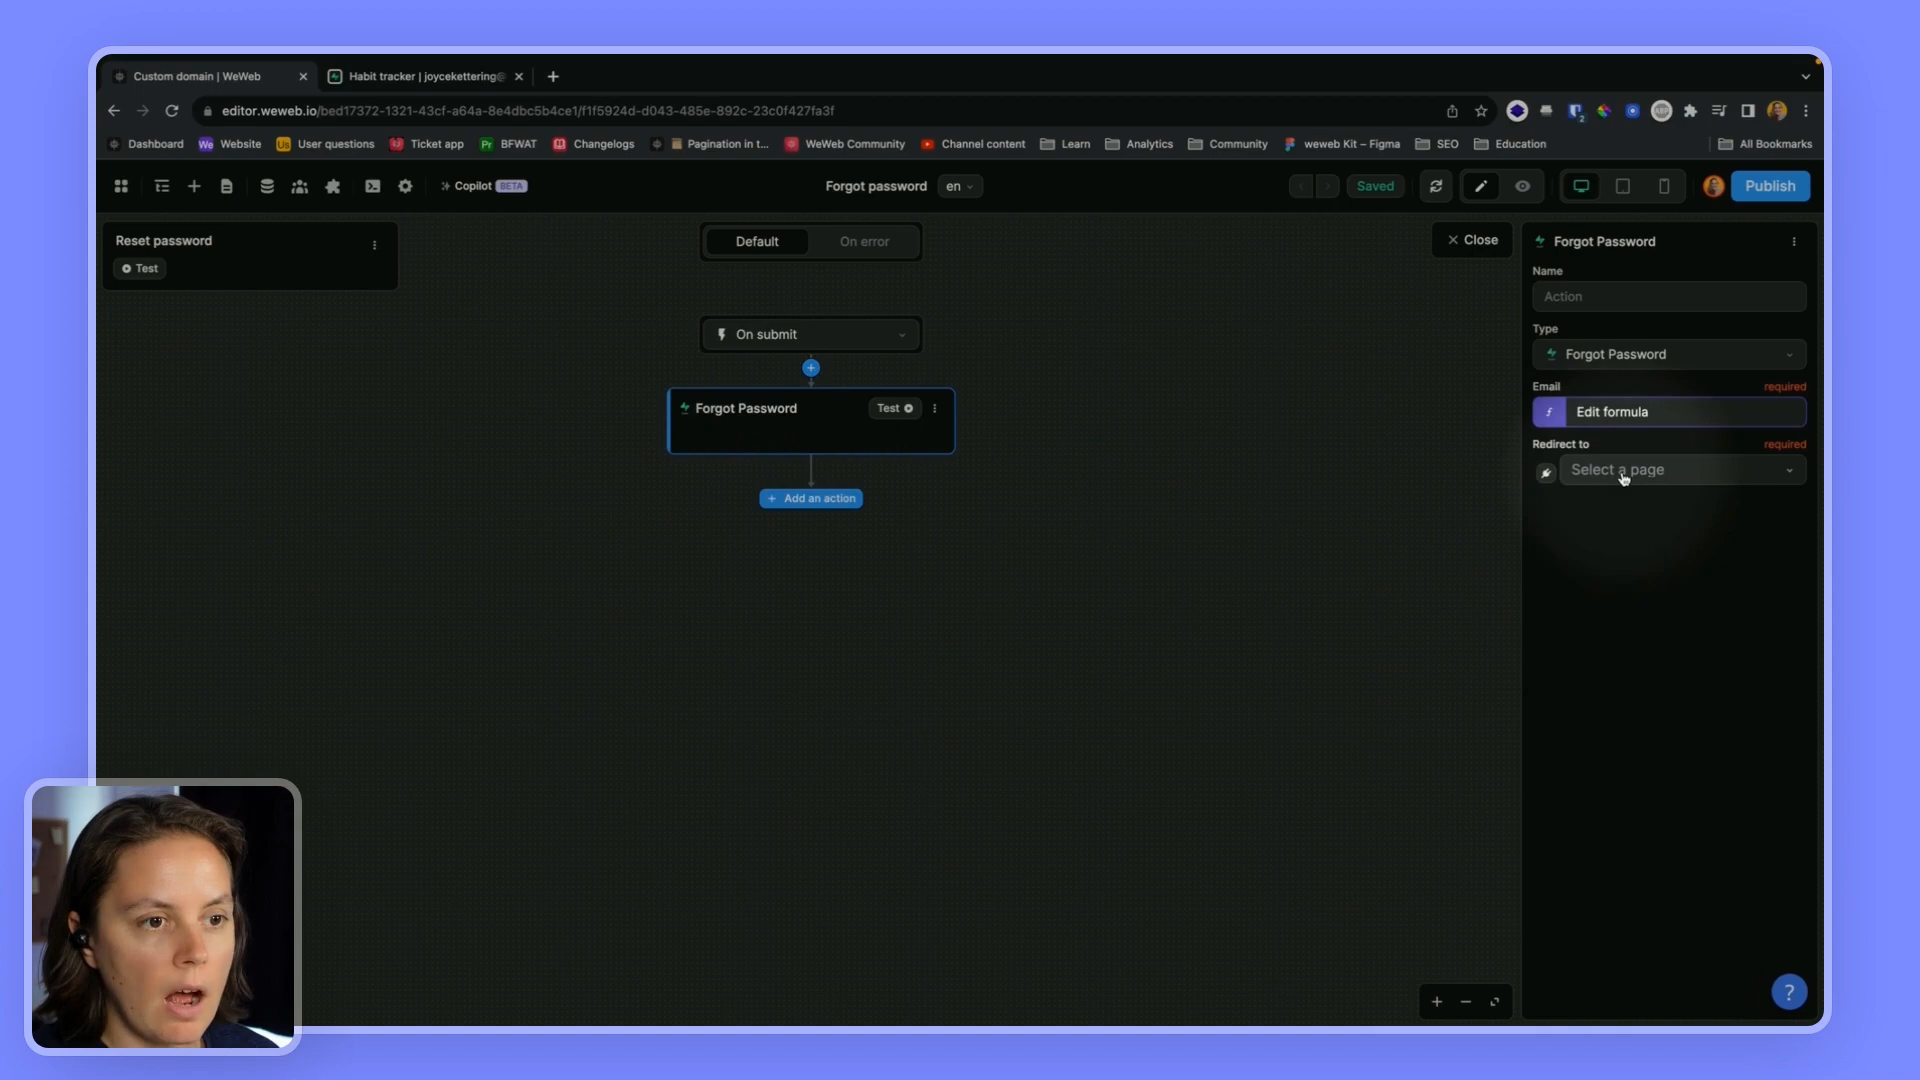 Custom domain | WeWeb
Habit tracker | joycekettering@
editor.weweb.io/bed17372-1321-43cf-a64a-8e4dbc5b4ce1/f1f5924d-d043-485e-892c-23c0f427fa3f
Dashboard
We Website
Us User questions
Ticket app
Pr BFWAT
Changelogs
Pagination in t...
WeWeb Community
Channel content
Learn
Analytics
Community
weweb Kit – Figma
SEO
Education
All Bookmarks
Copilot BETA
Forgot password
en
Saved
Publish
Reset password
Test
Default
On error
Close
On submit
Forgot Password
Test
Add an action
Forgot Password
Name
Action
Type
Forgot Password
Email required
f Edit formula
Redirect to required
Select a page
?